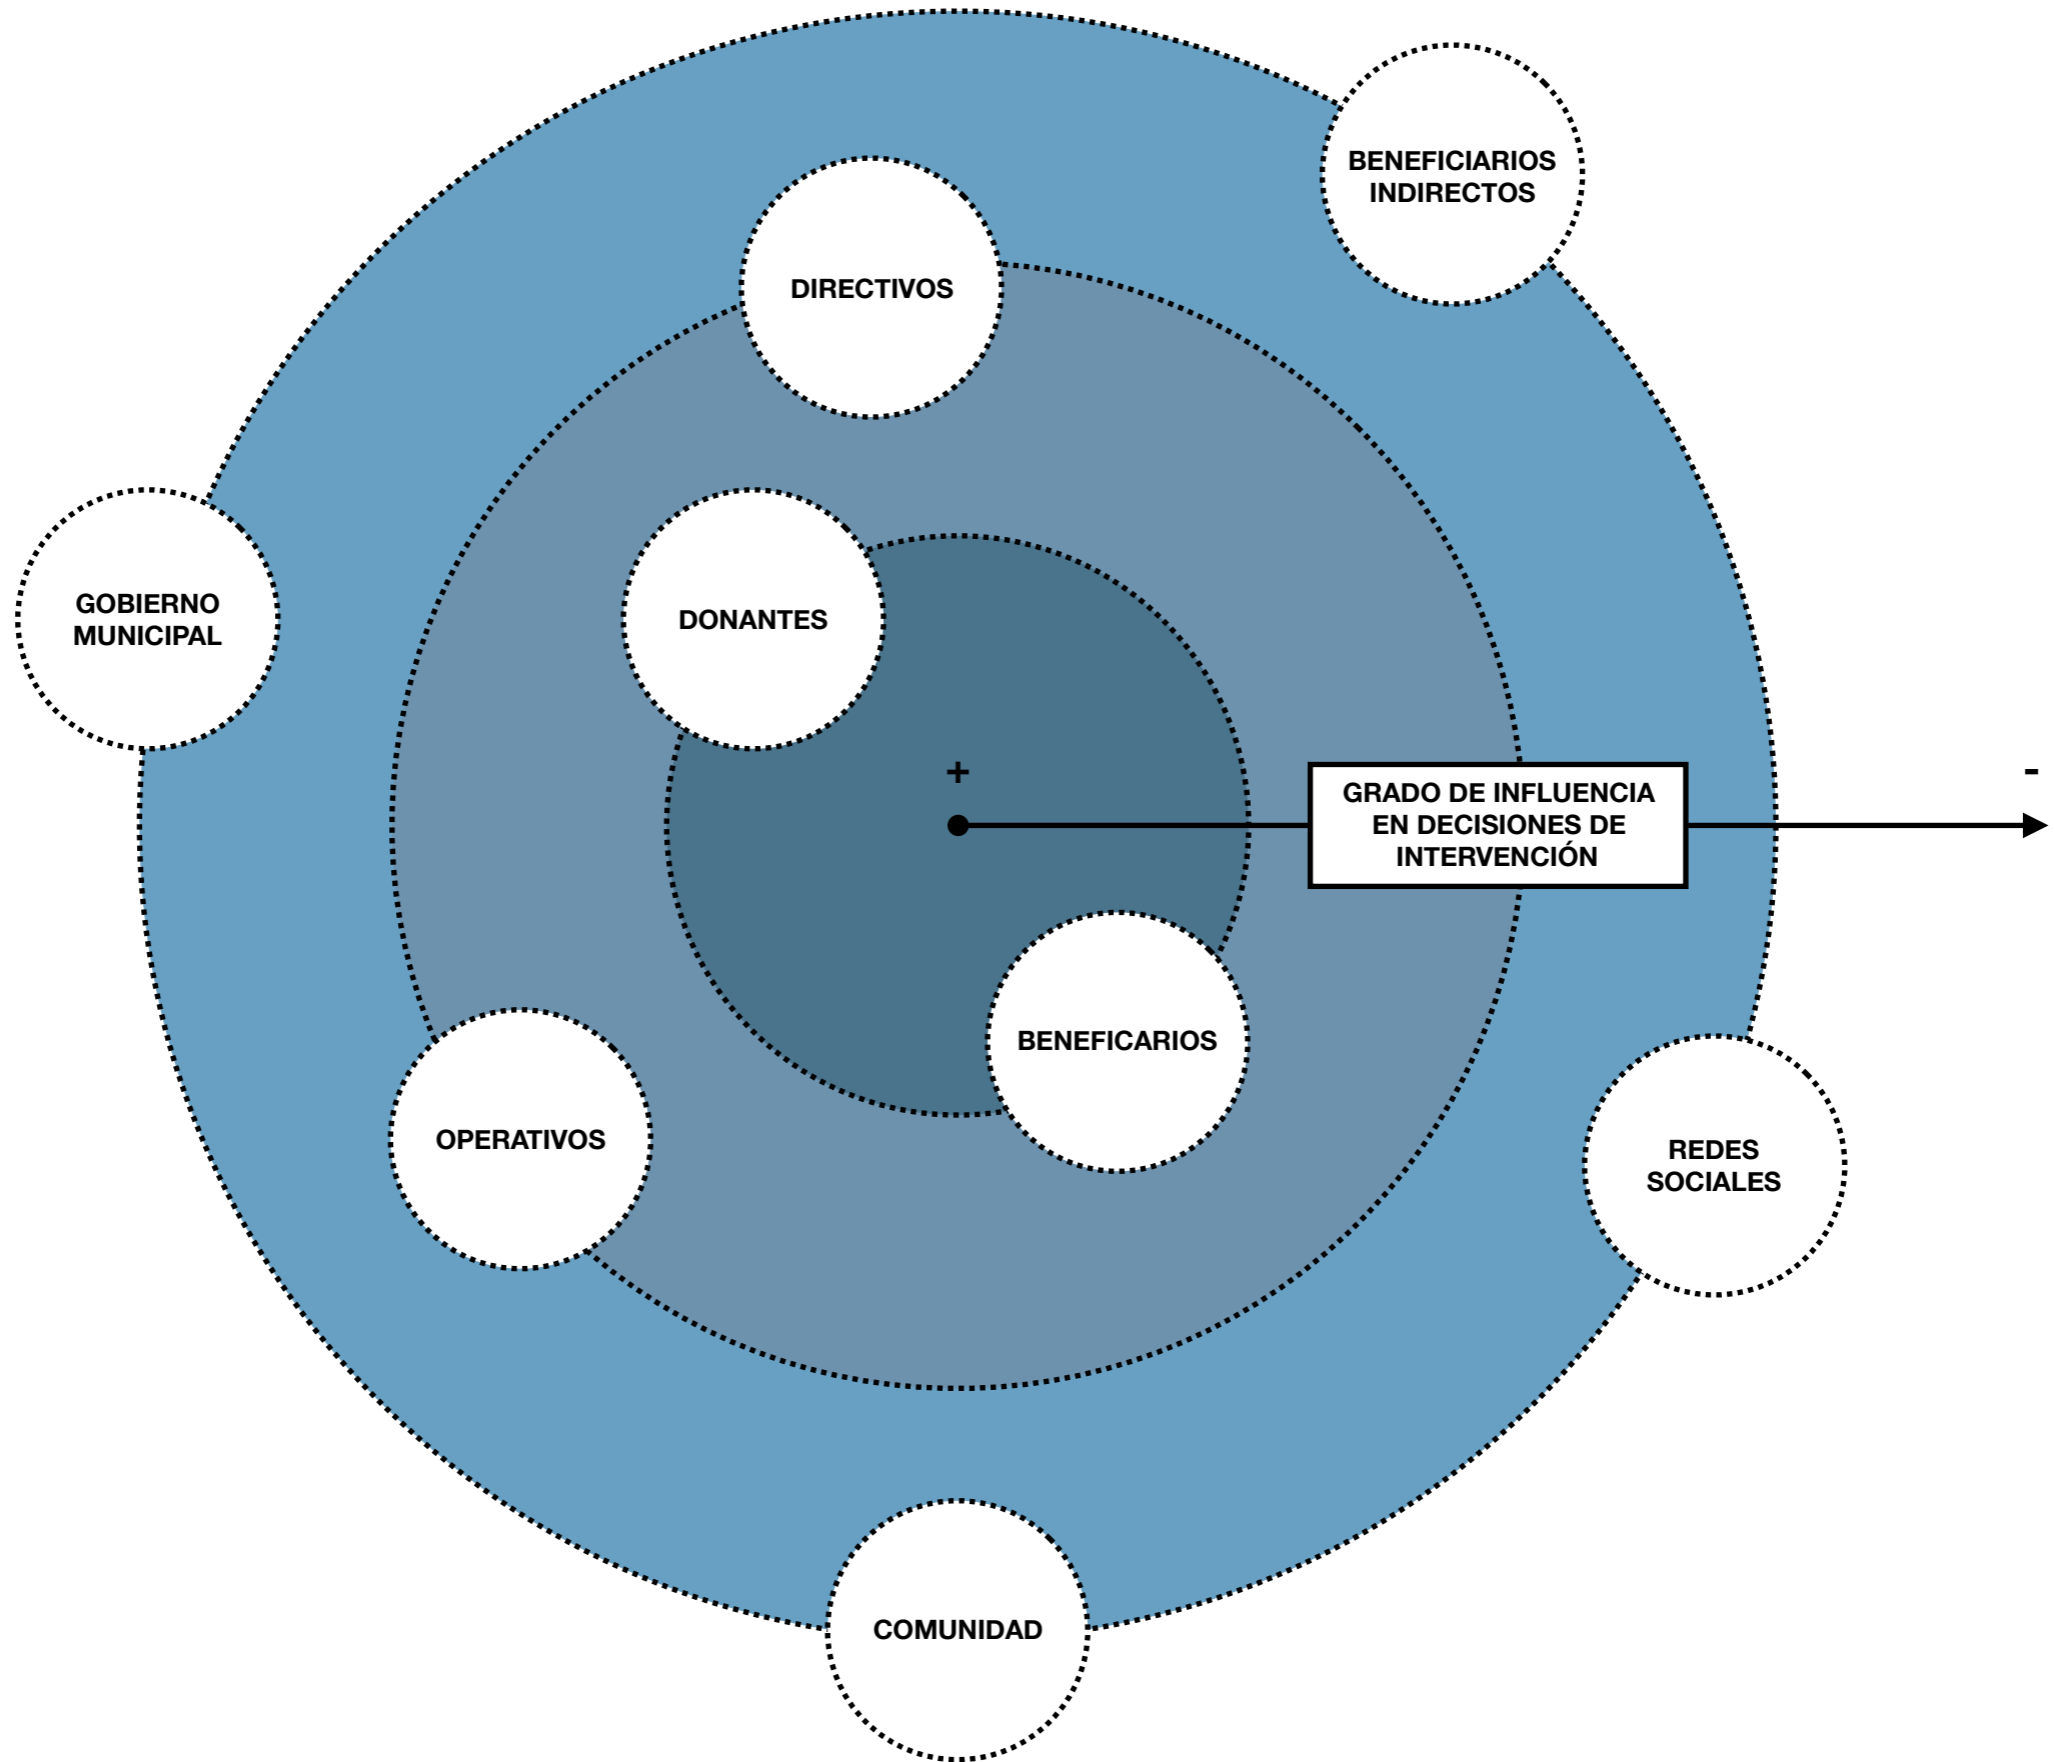 BENEFICIARIOS
INDIRECTOS
DIRECTIVOS
GOBIERNO
MUNICIPAL
DONANTES
+
-
GRADO DE INFLUENCIA
EN DECISIONES DE
INTERVENCIÓN
BENEFICARIOS
OPERATIVOS
REDES
SOCIALES
COMUNIDAD